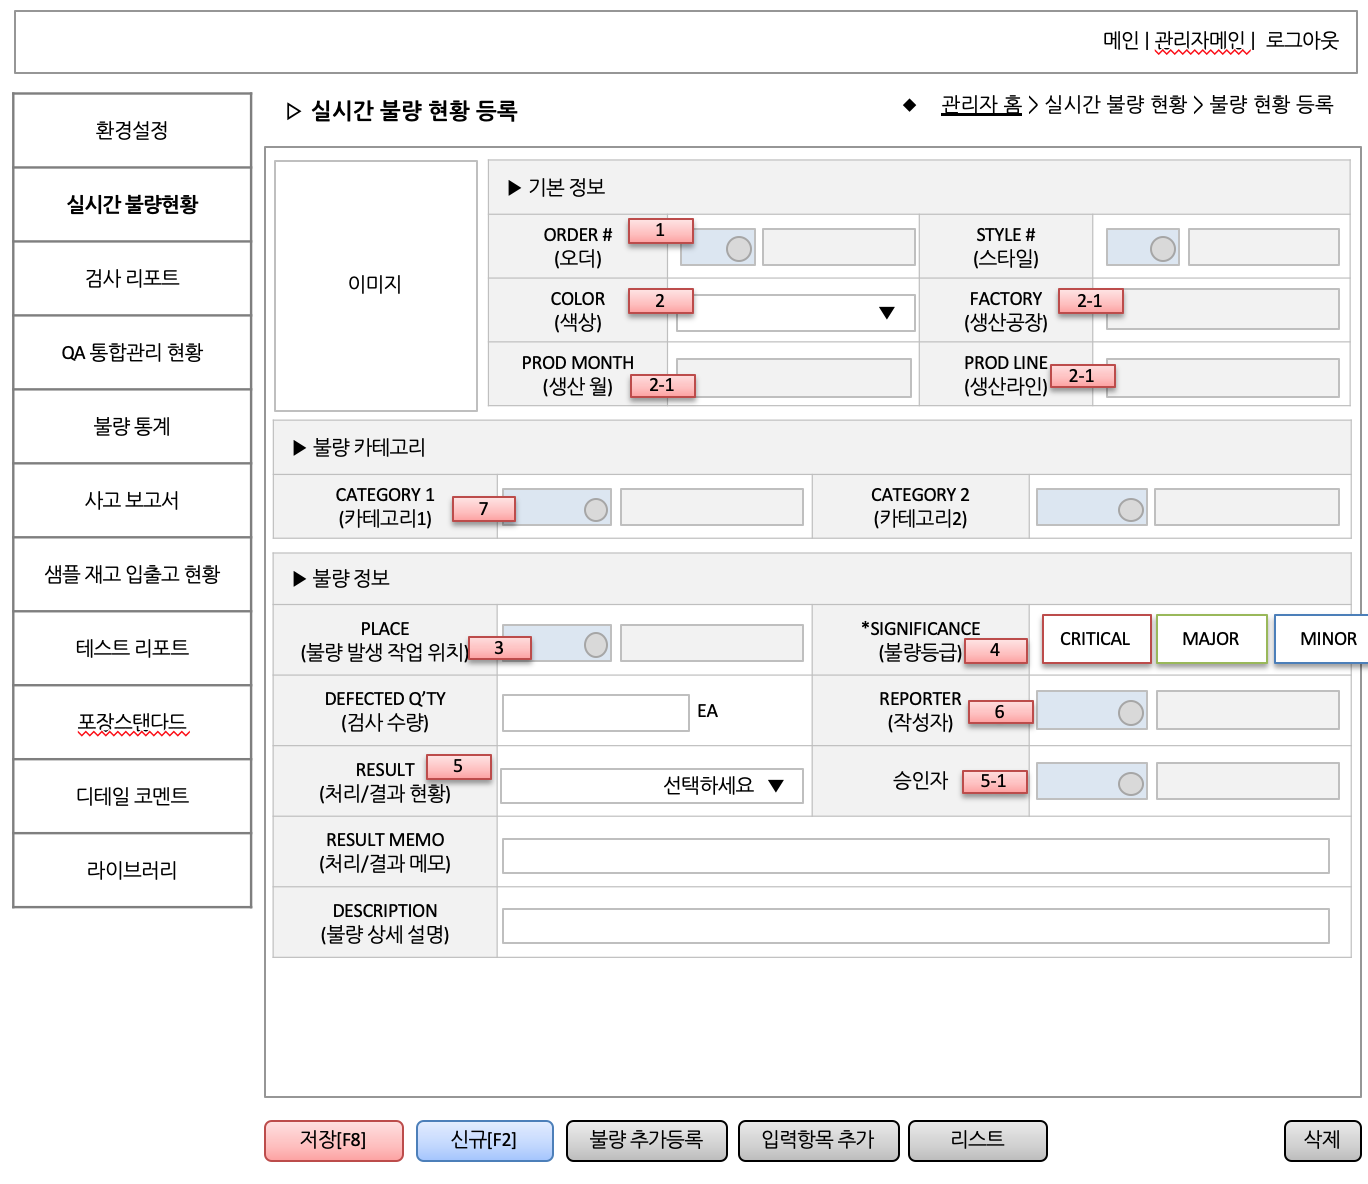 메인 | 관리자메인 | 로그아웃
환경설정
실시간 불량현황
검사 리포트
QA 통합관리 현황
불량 통계
사고 보고서
샘플 재고 입출고 현황
테스트 리포트
포장스탠다드
디테일 코멘트
라이브러리
▷ 실시간 불량 현황 등록
◆ 관리자 홈 > 실시간 불량 현황 > 불량 현황 등록
이미지
▶ 기본 정보
ORDER #
(오더)
1
STYLE #
(스타일)
COLOR
(색상)
2
▼
FACTORY
(생산공장)
2-1
PROD MONTH
(생산 월)
2-1
PROD LINE
(생산라인)
2-1
▶ 불량 카테고리
CATEGORY 1
(카테고리1)
7
CATEGORY 2
(카테고리2)
▶ 불량 정보
PLACE
(불량 발생 작업 위치)
3
*SIGNIFICANCE
(불량등급)
4
CRITICAL
MAJOR
MINOR
DEFECTED Q’TY
(검사 수량)
EA
REPORTER
(작성자)
6
RESULT
(처리/결과 현황)
5
선택하세요 ▼
승인자
5-1
RESULT MEMO
(처리/결과 메모)
DESCRIPTION
(불량 상세 설명)
저장[F8]
신규[F2]
불량 추가등록
입력항목 추가
리스트
삭제